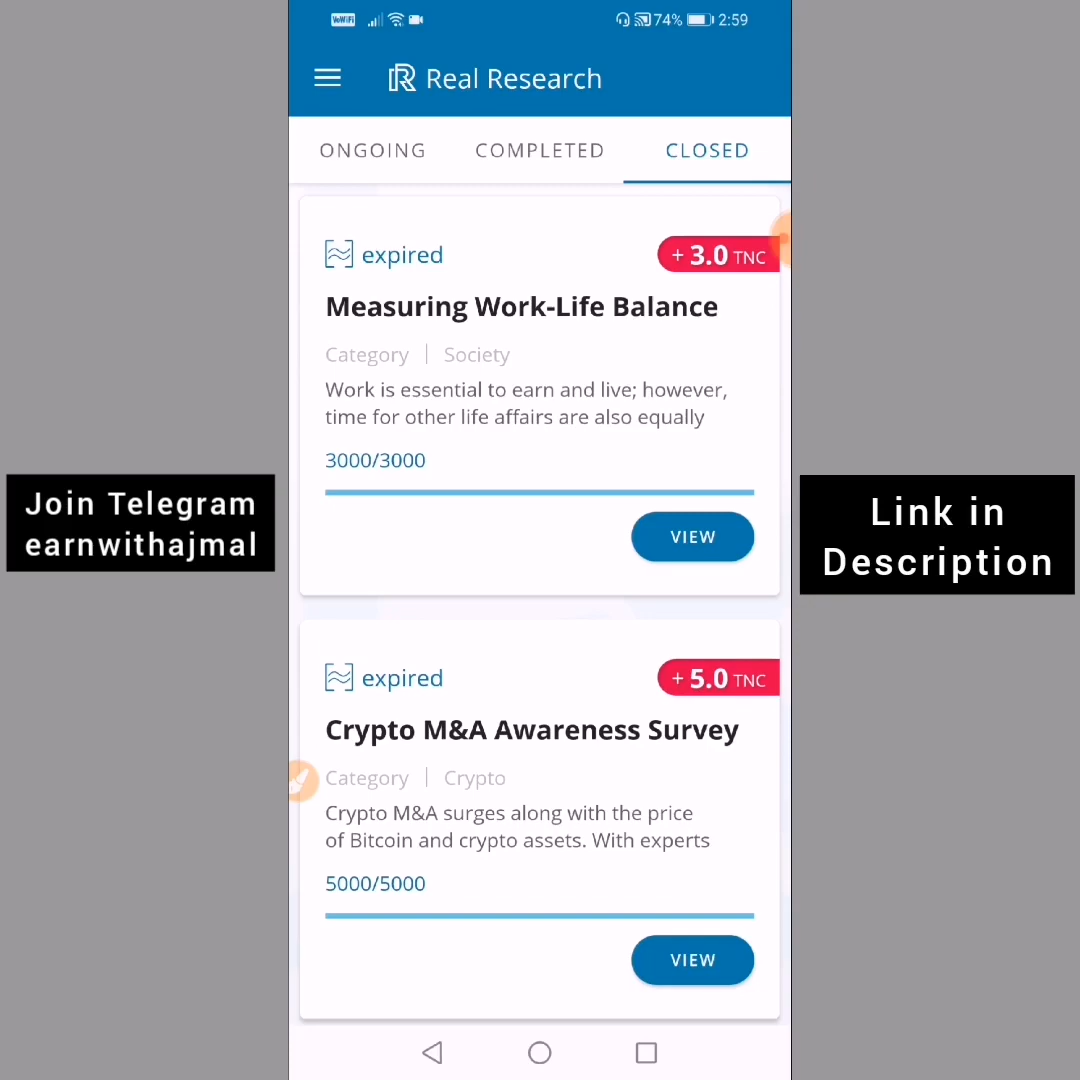 VoWiFi 74% 2:59
Real Research
ONGOING COMPLETED CLOSED
expired + 3.0 TNC
Measuring Work-Life Balance
Category | Society
Work is essential to earn and live; however,
time for other life affairs are also equally
3000/3000
VIEW
Join Telegram
earnwithajmal
Link in
Description
expired + 5.0 TNC
Crypto M&A Awareness Survey
Category | Crypto
Crypto M&A surges along with the price
of Bitcoin and crypto assets. With experts
5000/5000
VIEW